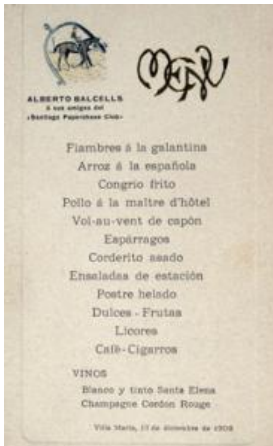 MENU
ALBERTO BALCELLS
á sus amigos del
«Santiago Paperchase Club»
Fiambres á la galantina
Arroz á la española
Congrio frito
Pollo á la maître d'hôtel
Vol-au-vent de capón
Espárragos
Corderito asado
Ensaladas de estación
Postre helado
Dulces - Frutas
Licores
Café - Cigarros
VINOS
Blanco y tinto Santa Elena
Champagne Cordon Rouge
Villa María, de diciembre de